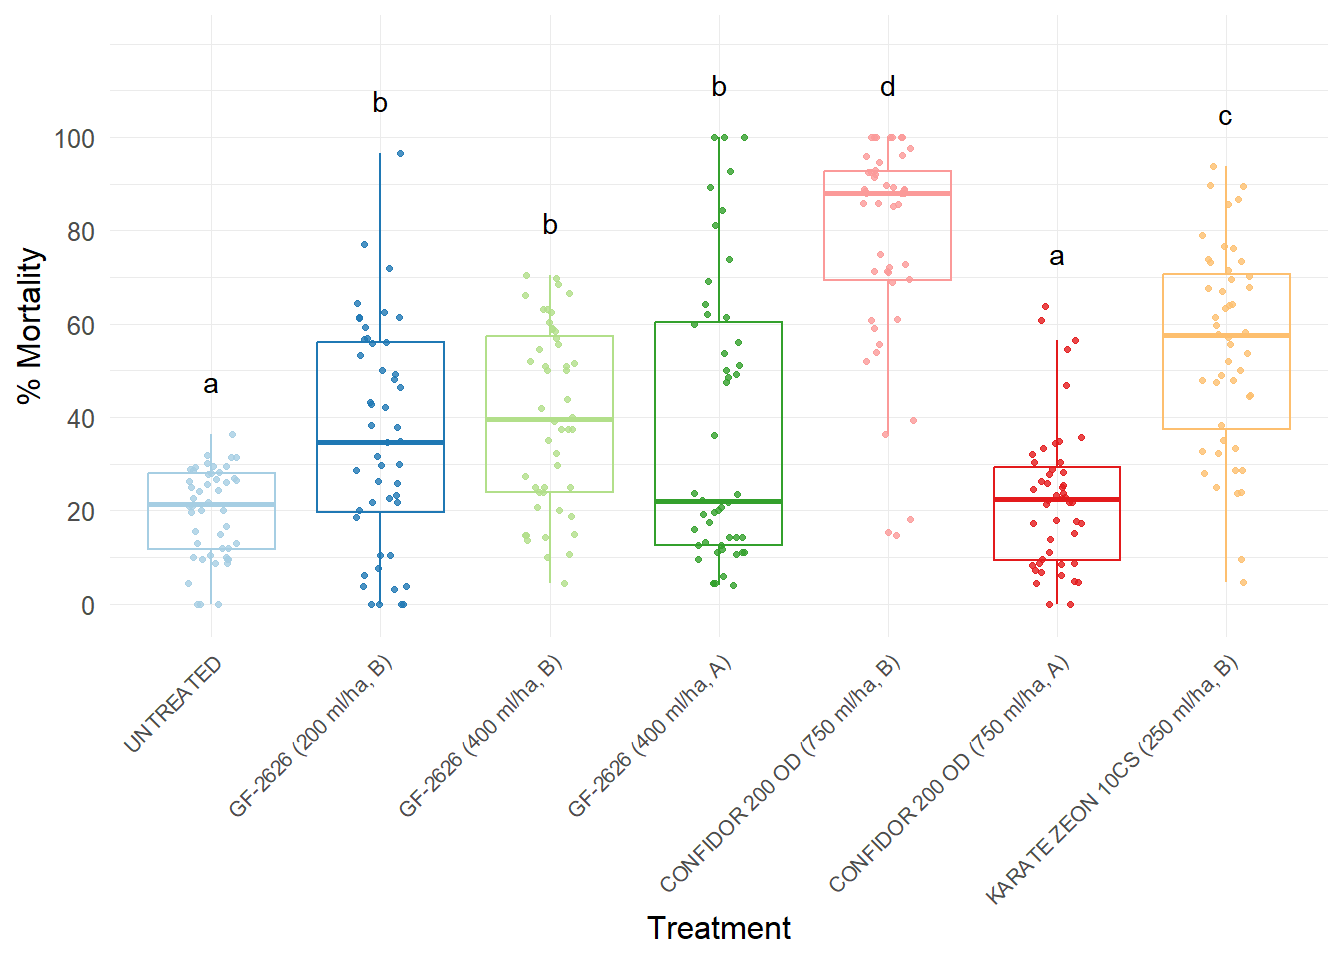 b
b
d
c
b
a
a
100
80
60
40
20
0
% Mortality
UNTREATED
GF-2626 (200 ml/ha, B)
GF-2626 (400 ml/ha, B)
GF-2626 (400 ml/ha, A)
CONFIDOR 200 OD (750 ml/ha, B)
CONFIDOR 200 OD (750 ml/ha, A)
KARATE ZEON 10CS (250 ml/ha, B)
Treatment